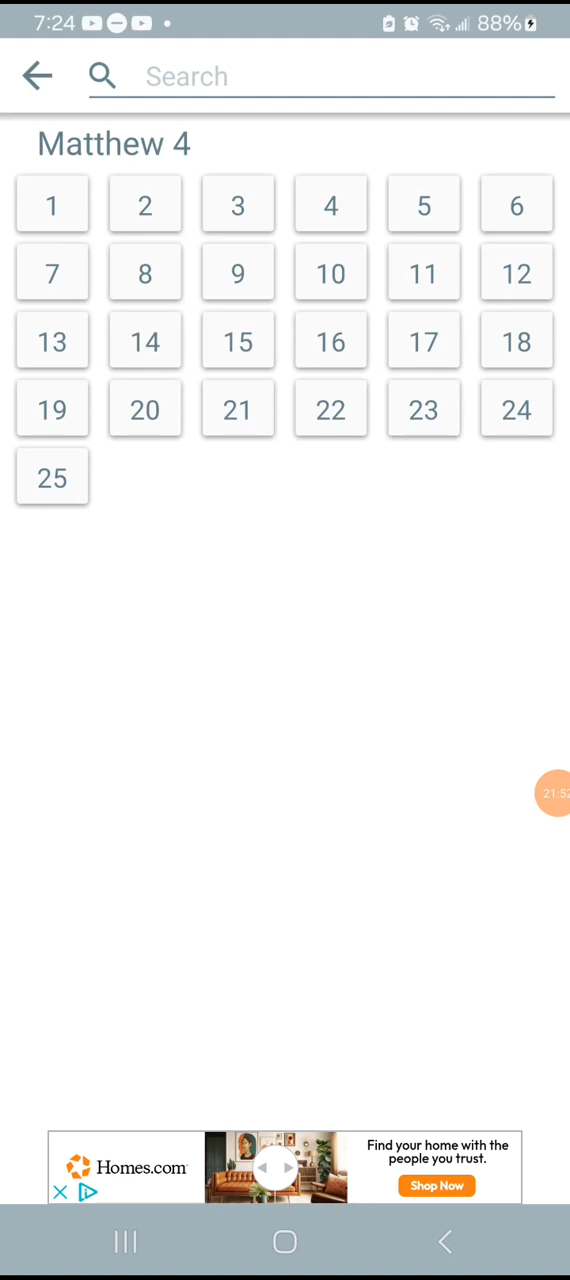 7:24 88%
Search
Matthew 4
1 2 3 4 5 6
7 8 9 10 11 12
13 14 15 16 17 18
19 20 21 22 23 24
25
21:52
Homes.com
Find your home with the
people you trust.
Shop Now